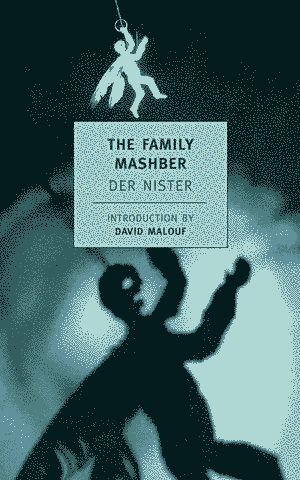 THE FAMILY
MASHBER
DER NISTER
INTRODUCTION BY
DAVID MALOUF